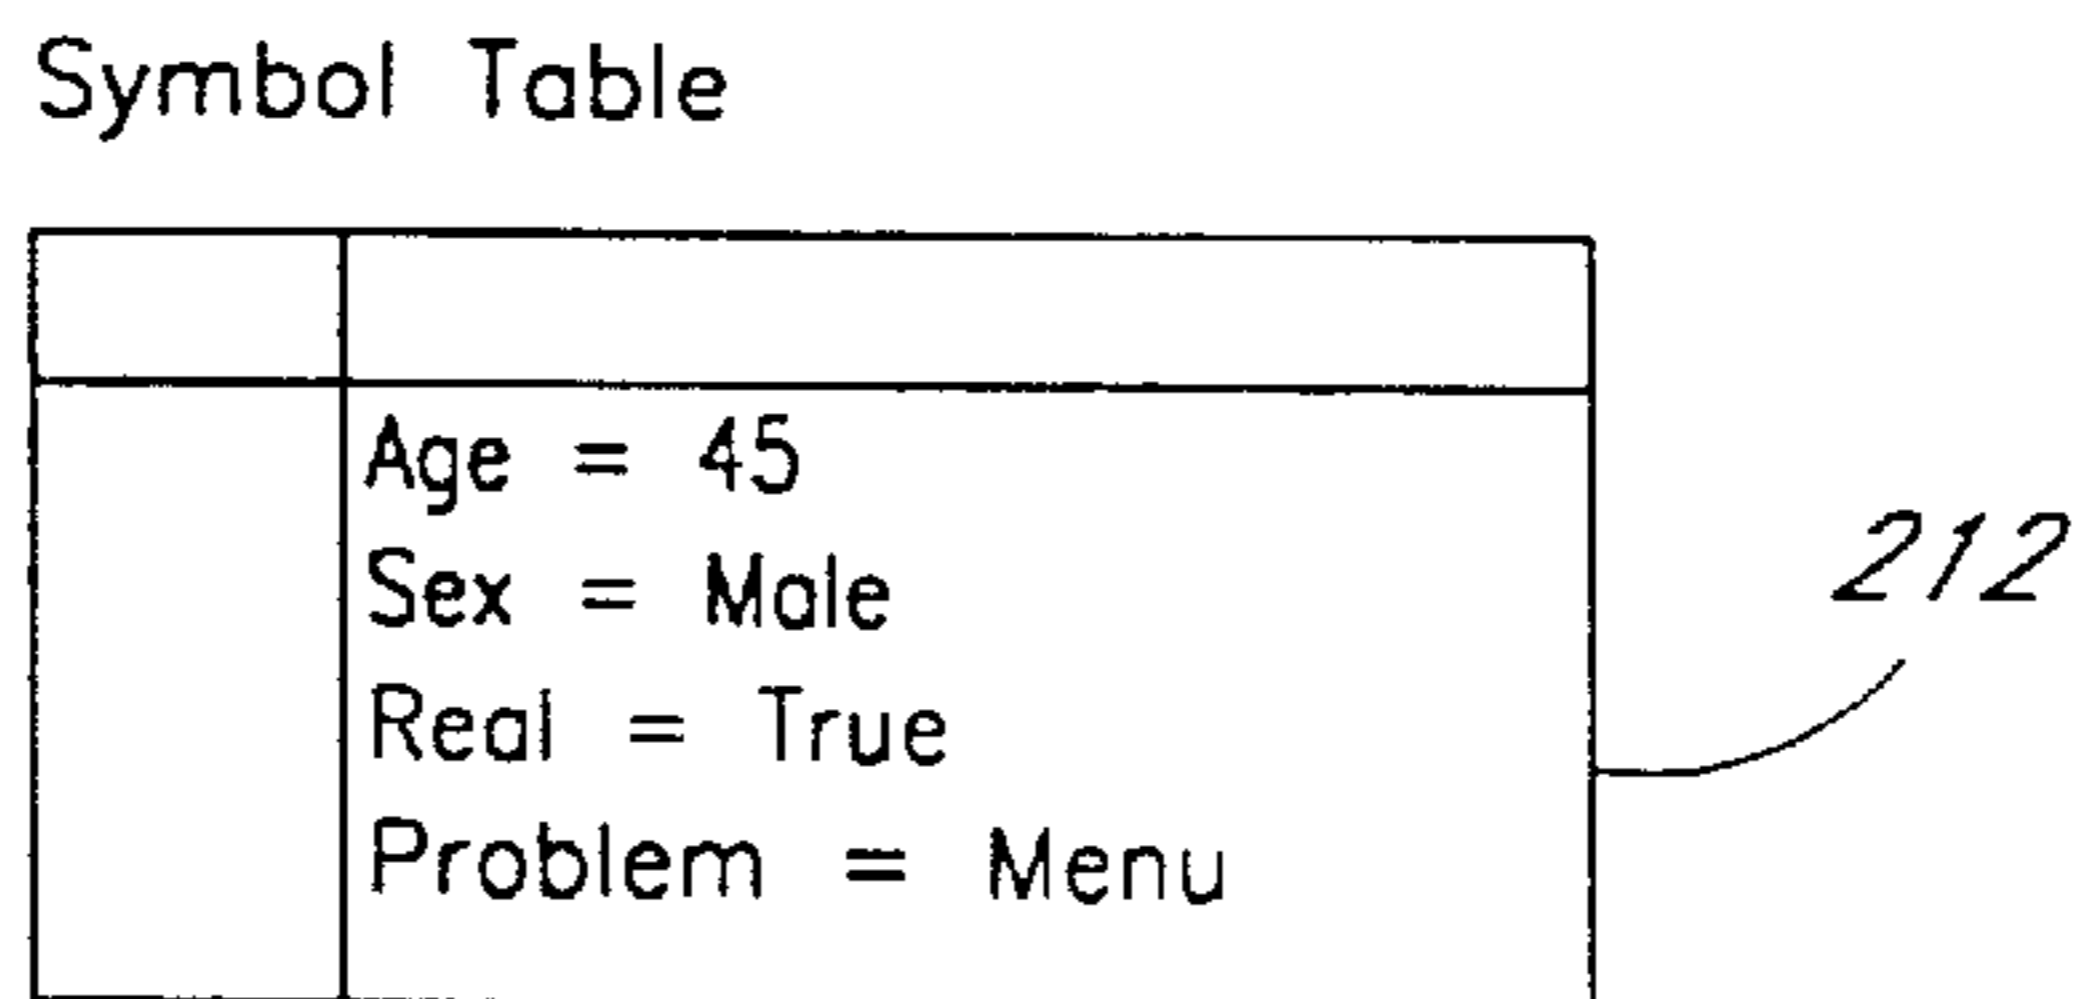 Symbol Table
Age = 45
Sex = Male
212
Real = True
Problem = Menu